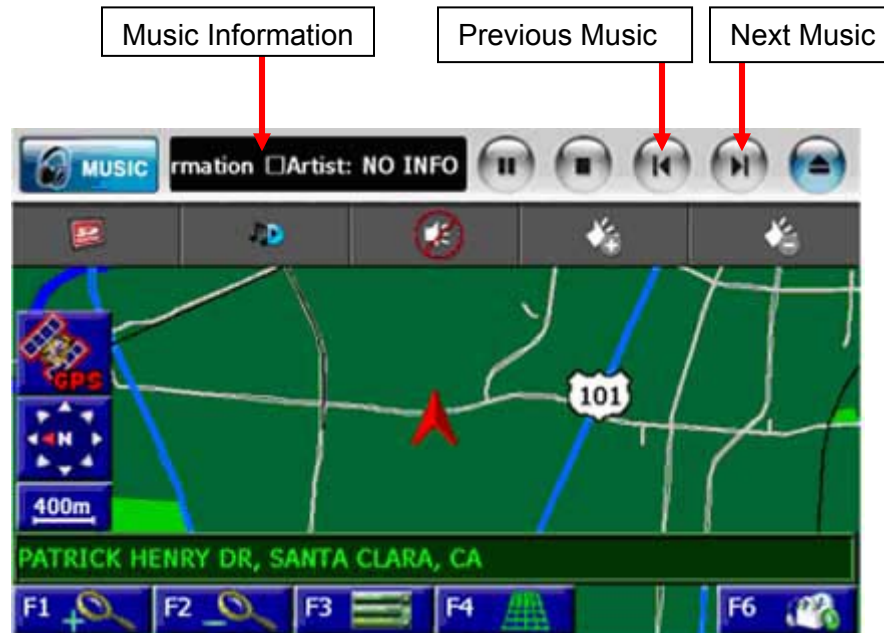 Music Information
Previous Music
Next Music
MUSIC
rmation □Artist: NO INFO
GPS
N
101
400m
PATRICK HENRY DR, SANTA CLARA, CA
F1
F2
F3
F4
F6